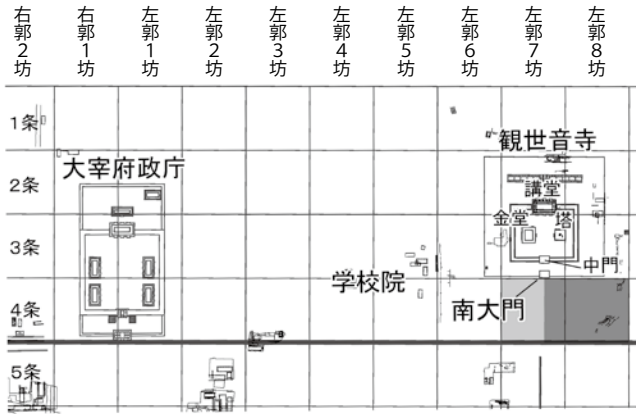 右郭2坊
右郭1坊
左郭1坊
左郭2坊
左郭3坊
左郭4坊
左郭5坊
左郭6坊
左郭7坊
左郭8坊
1条
2条
3条
4条
5条
大宰府政庁
学校院
観世音寺
講堂
金堂
塔
中門
南大門